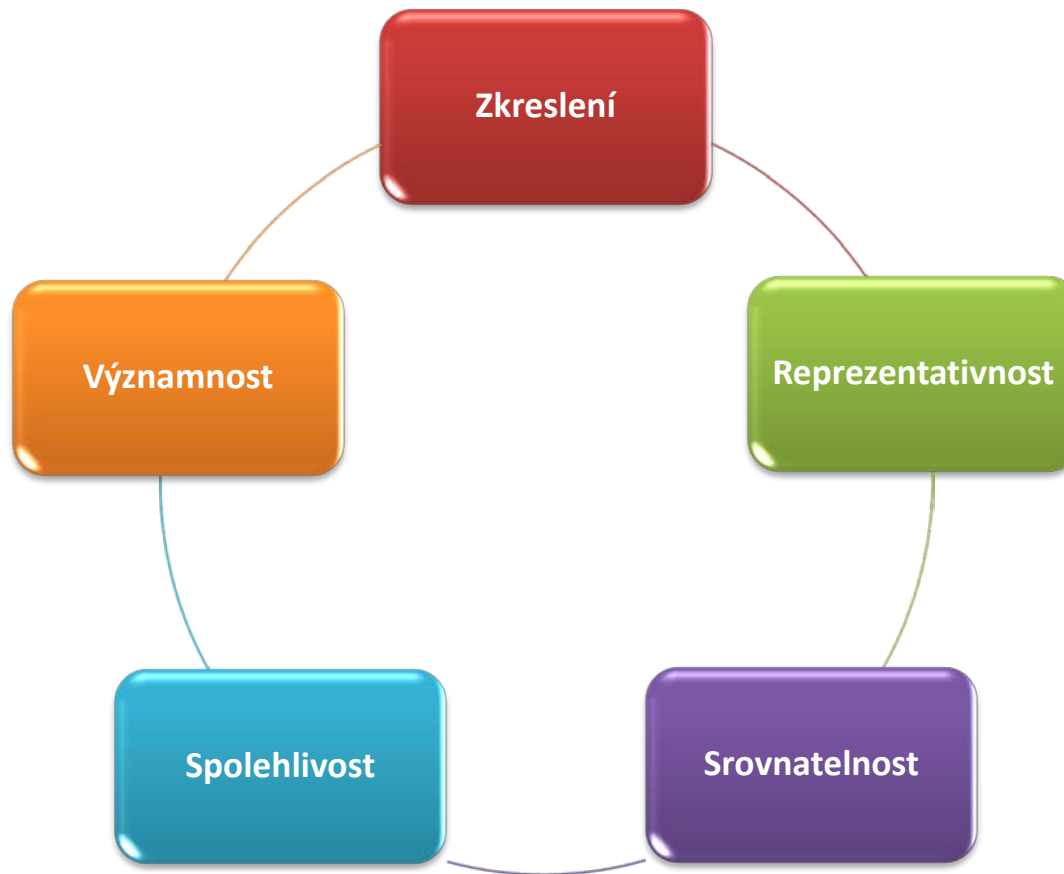 Zkreslení
Významnost
Reprezentativnost
Spolehlivost
Srovnatelnost